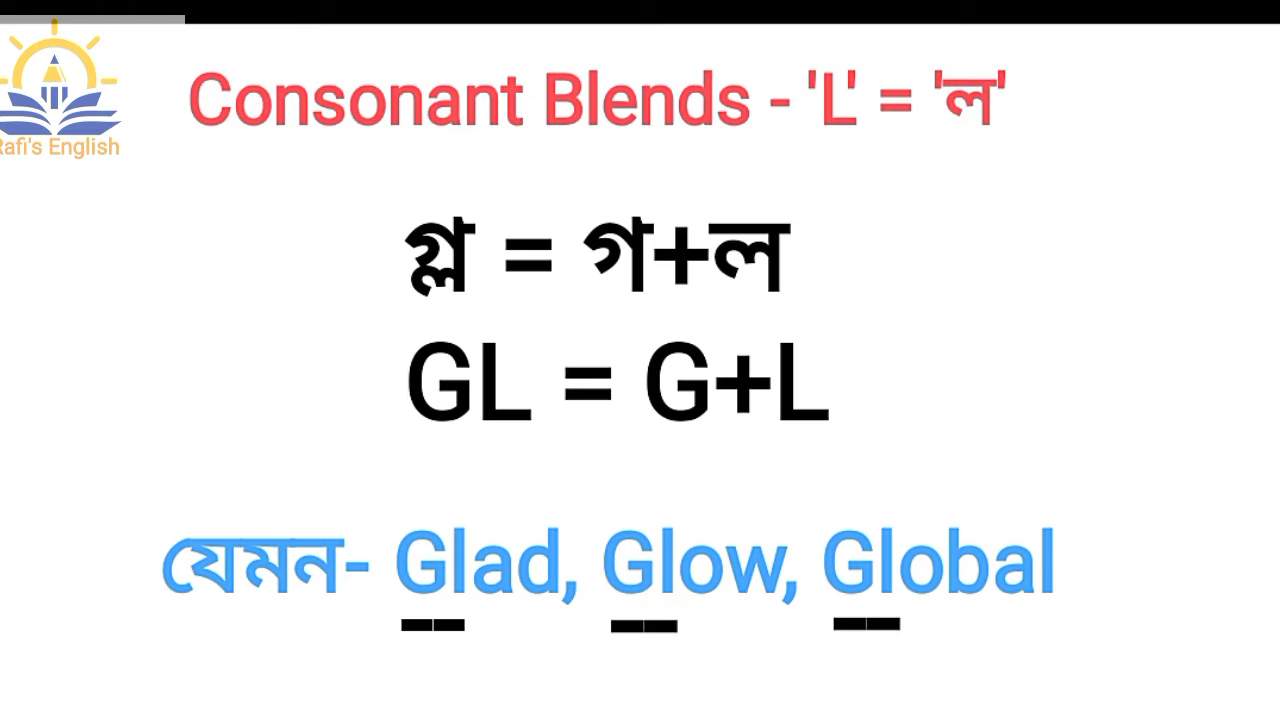 Consonant Blends - 'L' = 'ল'
Rafi's English
গ্ল = গ+ল
GL = G+L
যেমন- Glad, Glow, Global